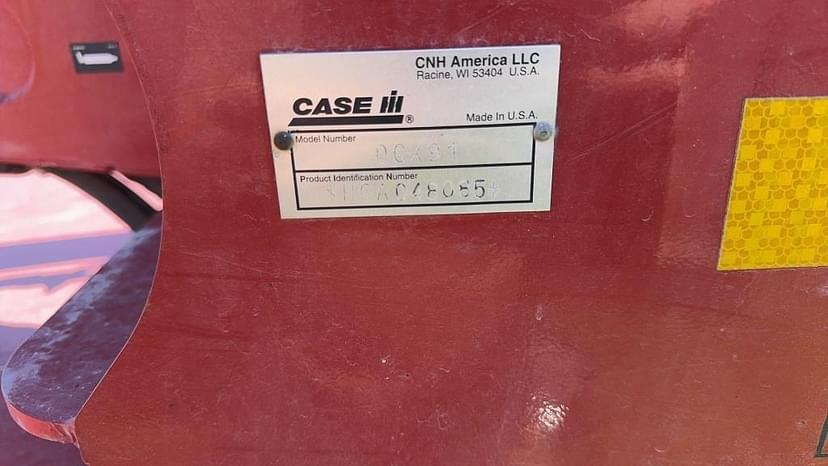 CNH America LLC
Racine, WI 53404 U.S.A.
CASE IH®
Made in U.S.A.
Model Number
Product Identification Number